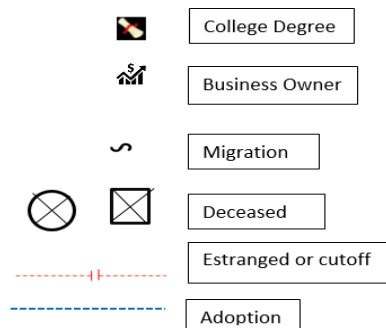 College Degree
Business Owner
Migration
Deceased
Estranged or cutoff
Adoption